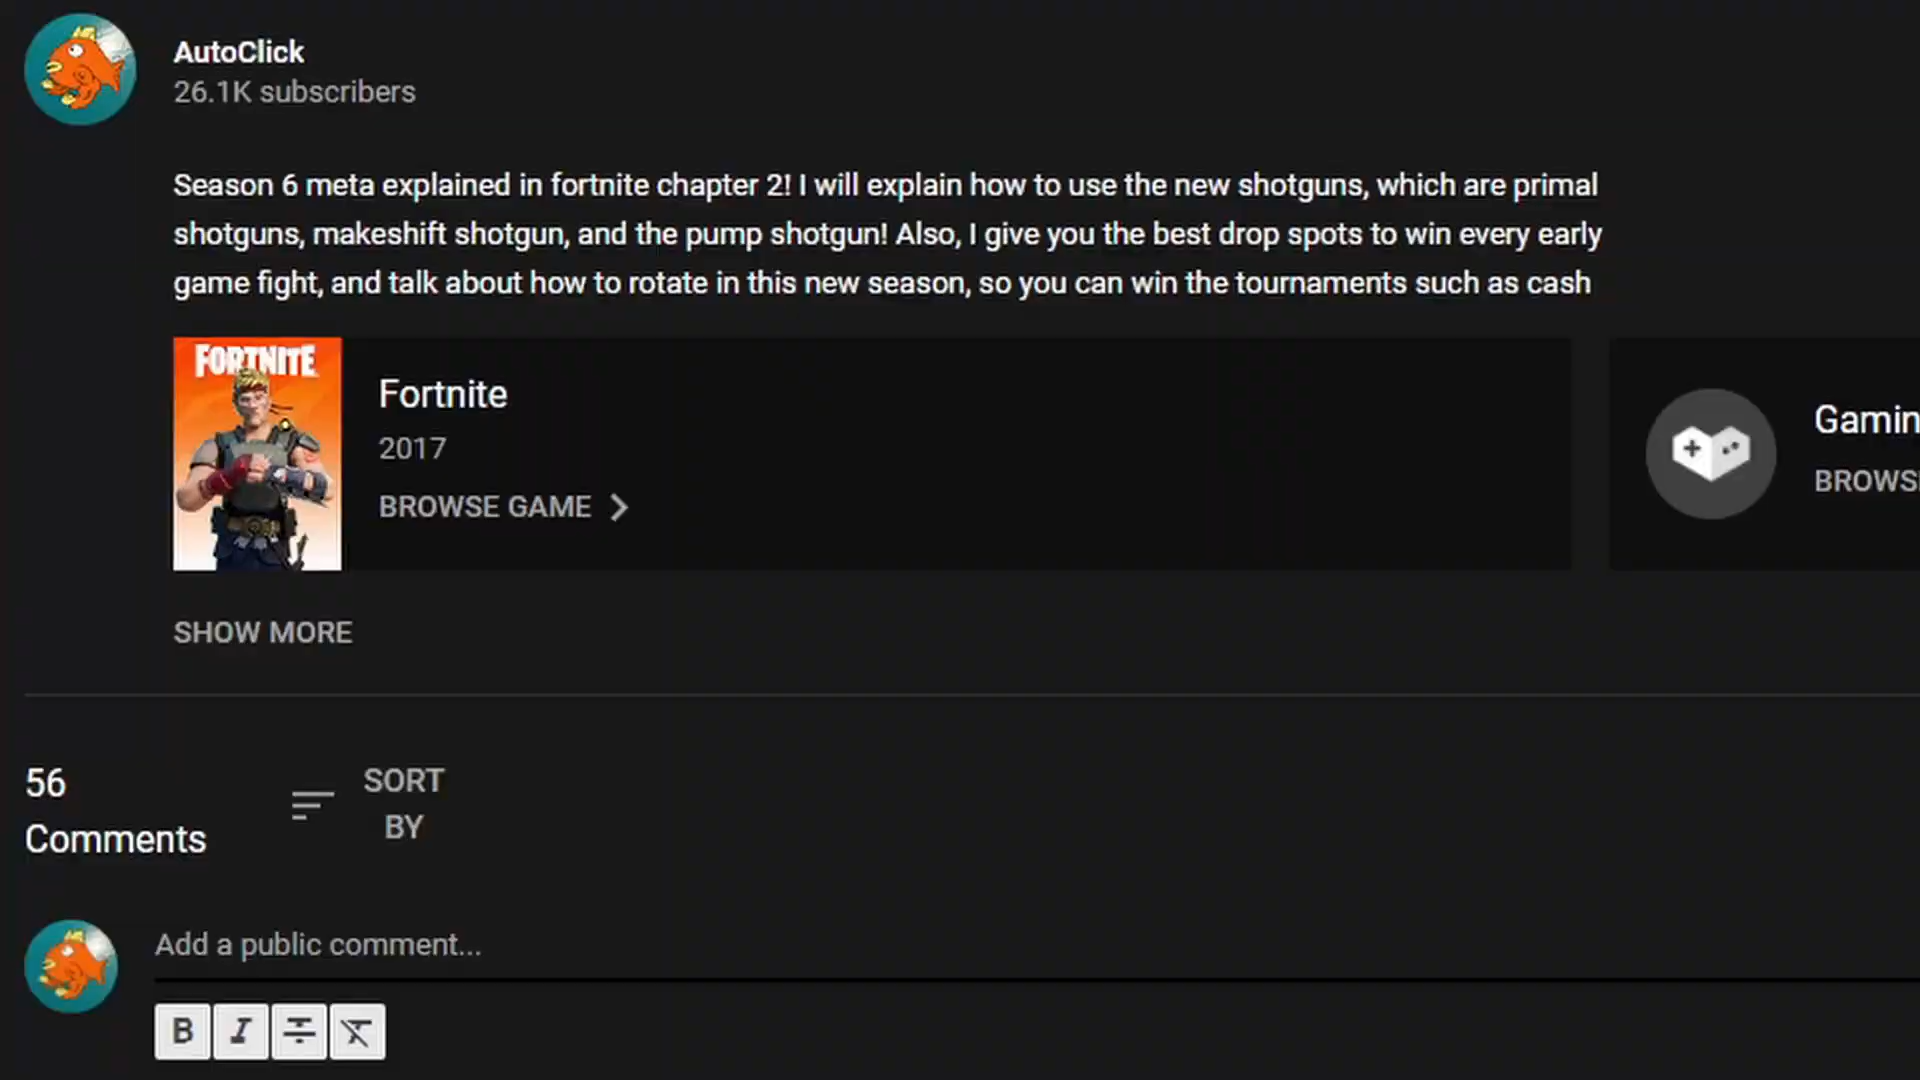 AutoClick
26.1K subscribers
Season 6 meta explained in fortnite chapter 2! I will explain how to use the new shotguns, which are primal
shotguns, makeshift shotgun, and the pump shotgun! Also, I give you the best drop spots to win every early
game fight, and talk about how to rotate in this new season, so you can win the tournaments such as cash
FORTNITE
Fortnite
2017
BROWSE GAME
Gamin
BROWS
SHOW MORE
56
Comments
SORT
BY
Add a public comment...
B I T T